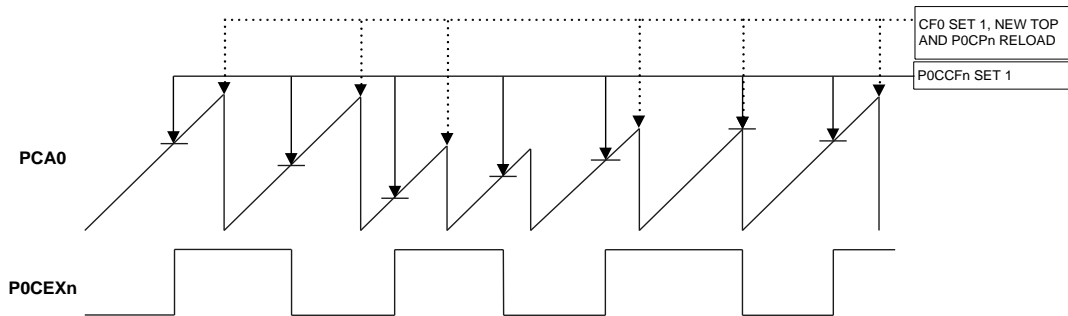 CF0 SET 1, NEW TOP
AND P0CPn RELOAD
P0CCFn SET 1
PCA0
P0CEXn